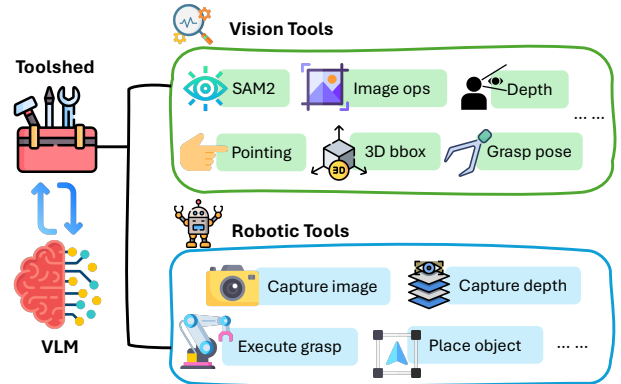 Vision Tools
Toolshed
SAM2
Image ops
Depth
... ...
Pointing
3D
3D bbox
Grasp pose
Robotic Tools
Capture image
Capture depth
VLM
Execute grasp
Place object
... ...